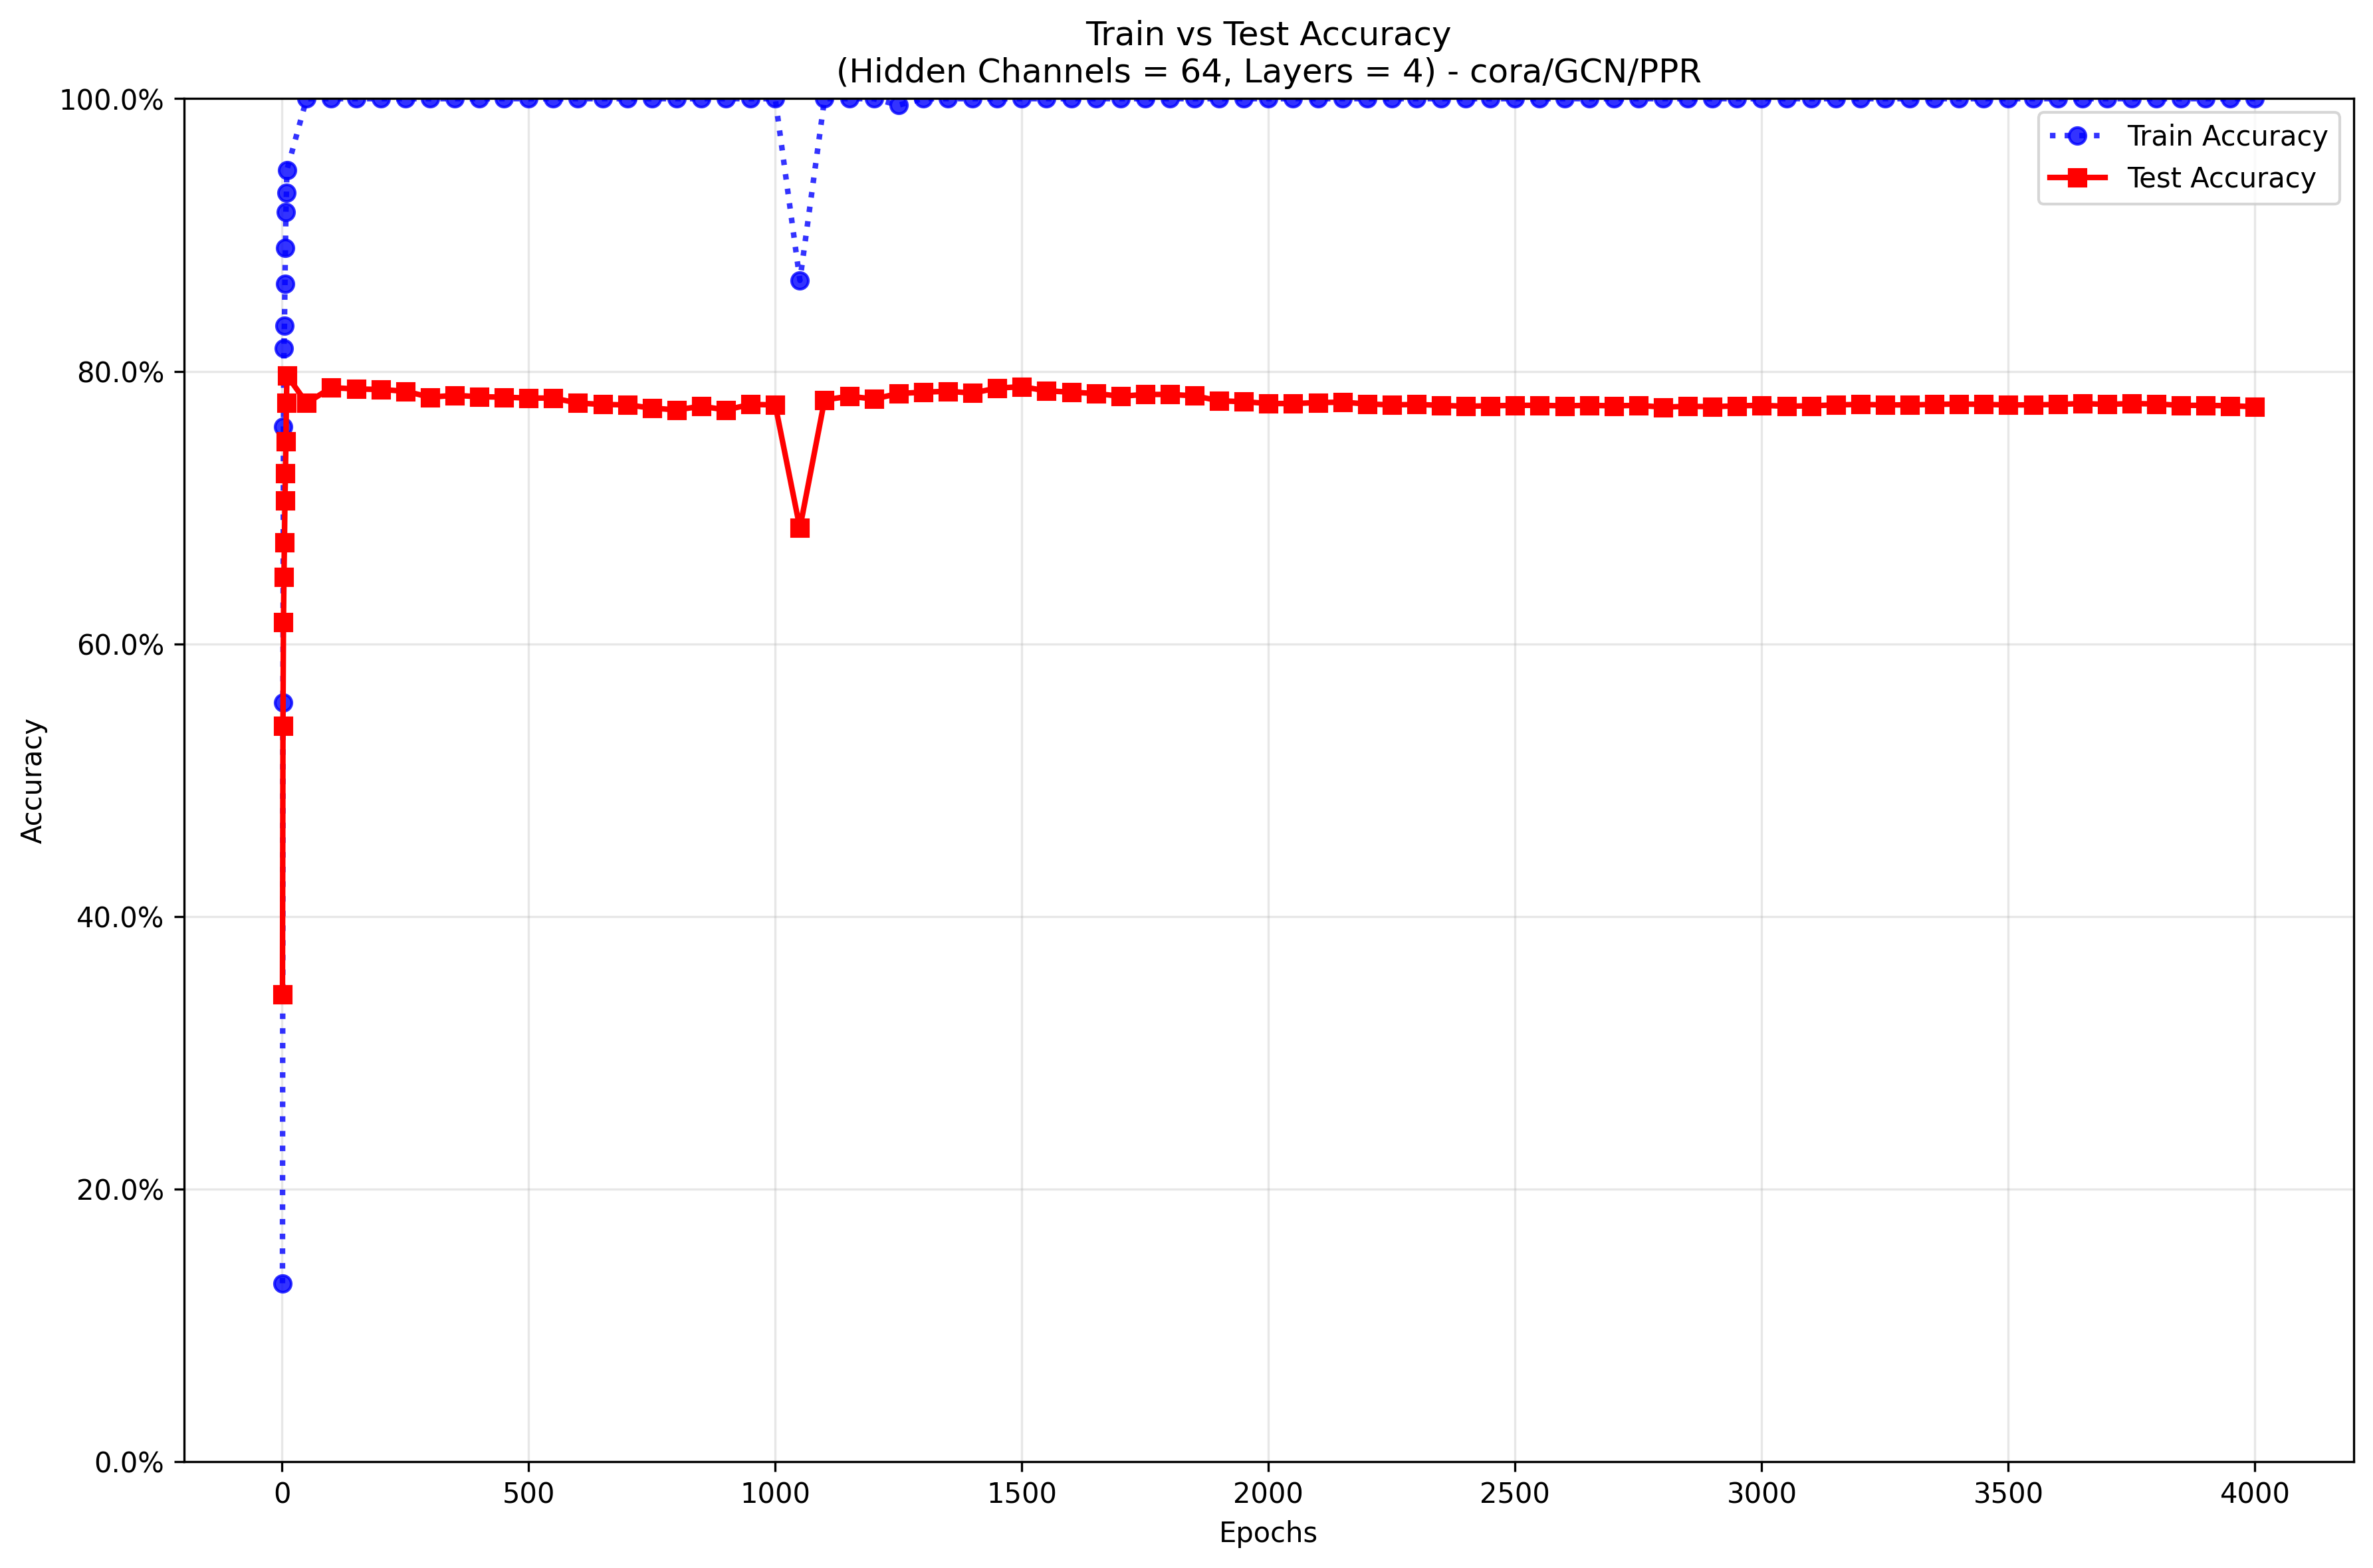 Train vs Test Accuracy
(Hidden Channels = 64, Layers = 4) - cora/GCN/PPR
100.0%
80.0%
60.0%
40.0%
20.0%
0.0%
Accuracy
Train Accuracy
Test Accuracy
0 500 1000 1500 2000 2500 3000 3500 4000
Epochs